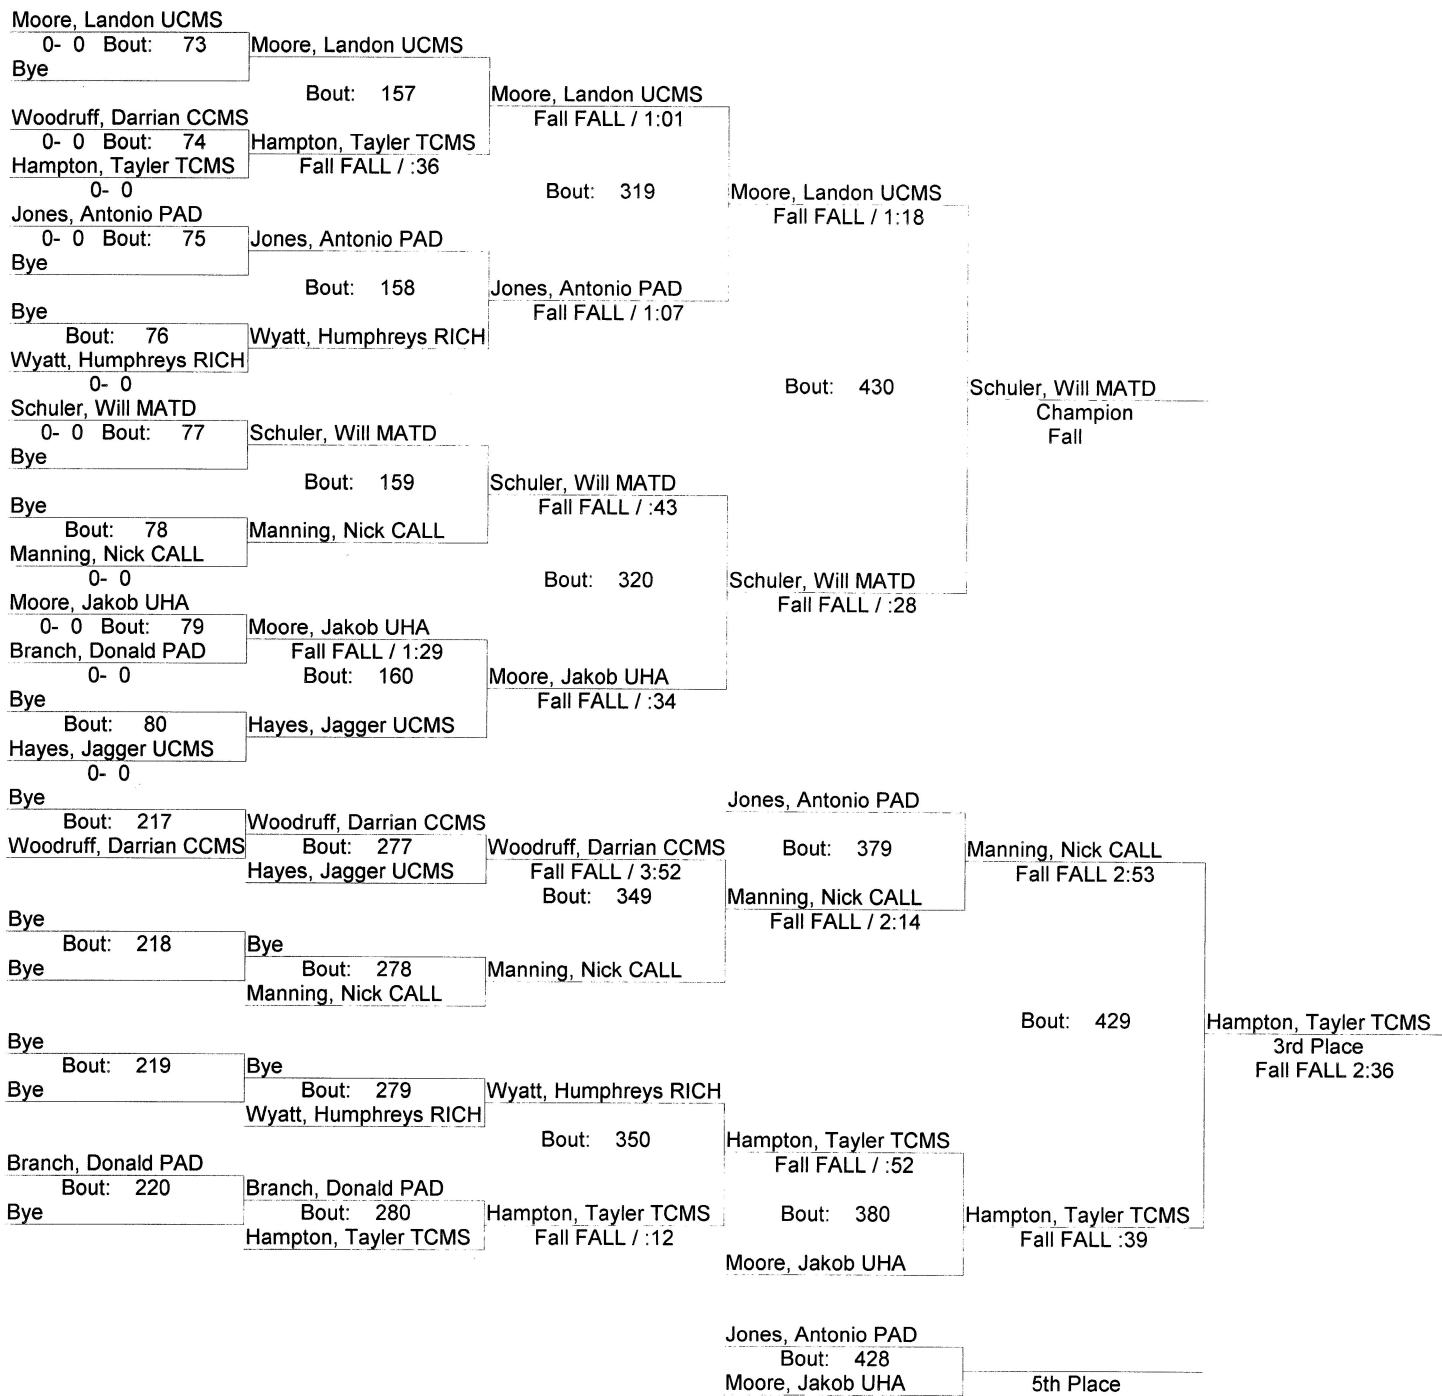 Moore, Landon UCMS
0- 0 Bout: 73 Moore, Landon UCMS
Bye
Bout: 157 Moore, Landon UCMS
Fall FALL / 1:01
Woodruff, Darrian CCMS
0- 0 Bout: 74 Hampton, Tayler TCMS
Hampton, Tayler TCMS Fall FALL / :36
0- 0 Bout: 319 Moore, Landon UCMS
Jones, Antonio PAD Fall FALL / 1:18
0- 0 Bout: 75 Jones, Antonio PAD
Bye
Bout: 158 Jones, Antonio PAD
Bye Fall FALL / 1:07
Bout: 76 Wyatt, Humphreys RICH
Wyatt, Humphreys RICH
0- 0 Bout: 430 Schuler, Will MATD
Schuler, Will MATD Champion
0- 0 Bout: 77 Schuler, Will MATD Fall
Bye
Bout: 159 Schuler, Will MATD
Bye Fall FALL / :43
Bout: 78 Manning, Nick CALL
Manning, Nick CALL
0- 0 Bout: 320 Schuler, Will MATD
Moore, Jakob UHA Fall FALL / :28
0- 0 Bout: 79 Moore, Jakob UHA
Branch, Donald PAD Fall FALL / 1:29
0- 0 Bout: 160 Moore, Jakob UHA
Bye Fall FALL / :34
Bout: 80 Hayes, Jagger UCMS
Hayes, Jagger UCMS
0- 0
Bye Jones, Antonio PAD
Bout: 217 Woodruff, Darrian CCMS
Woodruff, Darrian CCMS Bout: 277 Woodruff, Darrian CCMS Bout: 379 Manning, Nick CALL
Hayes, Jagger UCMS Fall FALL / 3:52 Fall FALL 2:53
Bout: 349 Manning, Nick CALL
Bye Fall FALL / 2:14
Bout: 218 Bye
Bye Bout: 278 Manning, Nick CALL
Manning, Nick CALL
Bout: 429 Hampton, Tayler TCMS
Bye 3rd Place
Bout: 219 Bye Fall FALL 2:36
Bye Bout: 279 Wyatt, Humphreys RICH
Wyatt, Humphreys RICH
Bout: 350 Hampton, Tayler TCMS
Branch, Donald PAD Fall FALL / :52
Bout: 220 Branch, Donald PAD
Bye Bout: 280 Hampton, Tayler TCMS Bout: 380 Hampton, Tayler TCMS
Hampton, Tayler TCMS Fall FALL / :12 Fall FALL :39
Moore, Jakob UHA
Jones, Antonio PAD
Bout: 428
Moore, Jakob UHA 5th Place